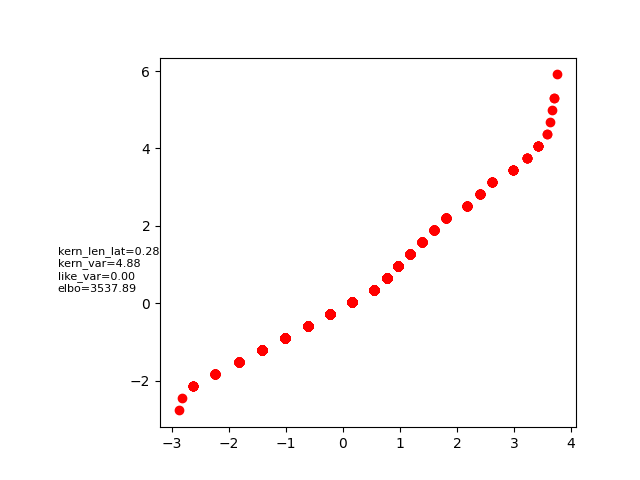 6
4
2
kern_len_lat=0.28
kern_var=4.88
like_var=0.00
elbo=3537.89
0
−2
−3 −2 −1 0 1 2 3 4